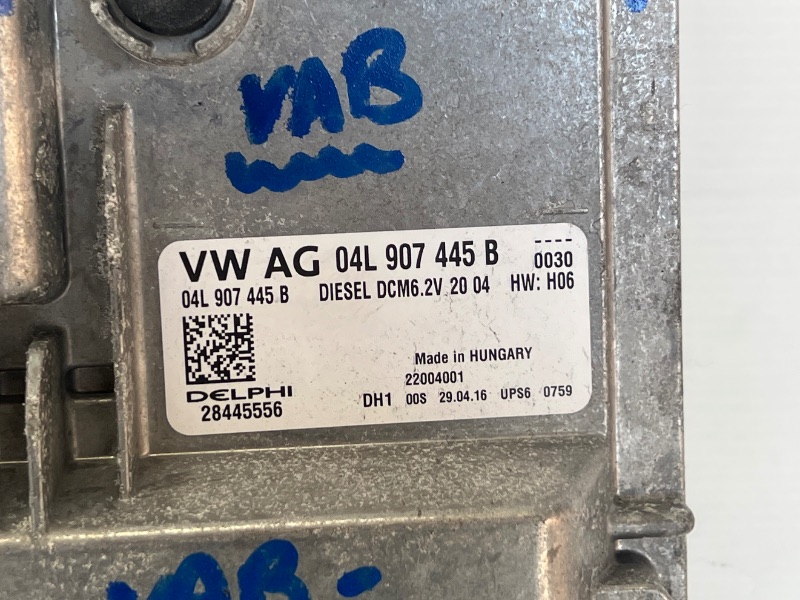 VAB
VW AG 04L 907 445 B ----
0030
04L 907 445 B DIESEL DCM6.2V 20 04 HW: H06
Made in HUNGARY
22004001
DELPHI
DH1 00S 29.04.16 UPS6 0759
28445556
VAB-